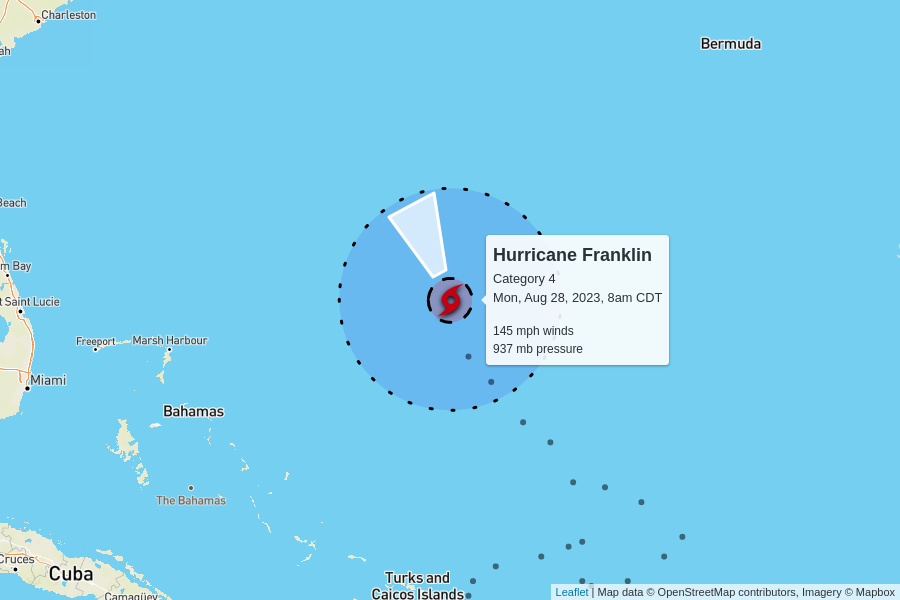 Charleston
ah
Bermuda
Beach
m Bay
t Saint Lucie
Freeport
Marsh Harbour
Miami
Bahamas
The Bahamas
Hurricane Franklin
Category 4
Mon, Aug 28, 2023, 8am CDT
145 mph winds
937 mb pressure
Cruces
Cuba
Camagüey
Turks and
Caicos Islands
Leaflet | Map data © OpenStreetMap contributors, Imagery © Mapbox